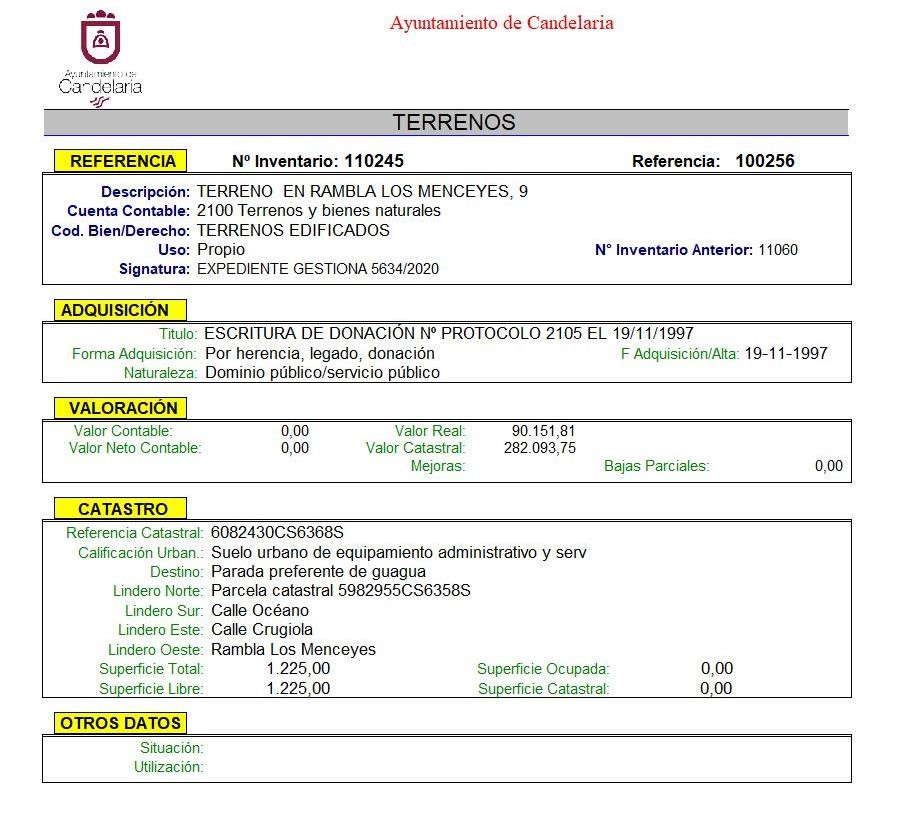 Ayuntamiento de Candelaria
Ayuntamiento de
Candelaria
TERRENOS
REFERENCIA Nº Inventario: 110245 Referencia: 100256
Descripción: TERRENO EN RAMBLA LOS MENCEYES, 9
Cuenta Contable: 2100 Terrenos y bienes naturales
Cod. Bien/Derecho: TERRENOS EDIFICADOS
Uso: Propio N° Inventario Anterior: 11060
Signatura: EXPEDIENTE GESTIONA 5634/2020
ADQUISICIÓN
Titulo: ESCRITURA DE DONACIÓN Nº PROTOCOLO 2105 EL 19/11/1997
Forma Adquisición: Por herencia, legado, donación F Adquisición/Alta: 19-11-1997
Naturaleza: Dominio público/servicio público
VALORACIÓN
Valor Contable: 0,00 Valor Real: 90.151,81
Valor Neto Contable: 0,00 Valor Catastral: 282.093,75
Mejoras: Bajas Parciales: 0,00
CATASTRO
Referencia Catastral: 6082430CS6368S
Calificación Urban.: Suelo urbano de equipamiento administrativo y serv
Destino: Parada preferente de guagua
Lindero Norte: Parcela catastral 5982955CS6358S
Lindero Sur: Calle Océano
Lindero Este: Calle Crugiola
Lindero Oeste: Rambla Los Menceyes
Superficie Total: 1.225,00 Superficie Ocupada: 0,00
Superficie Libre: 1.225,00 Superficie Catastral: 0,00
OTROS DATOS
Situación:
Utilización: